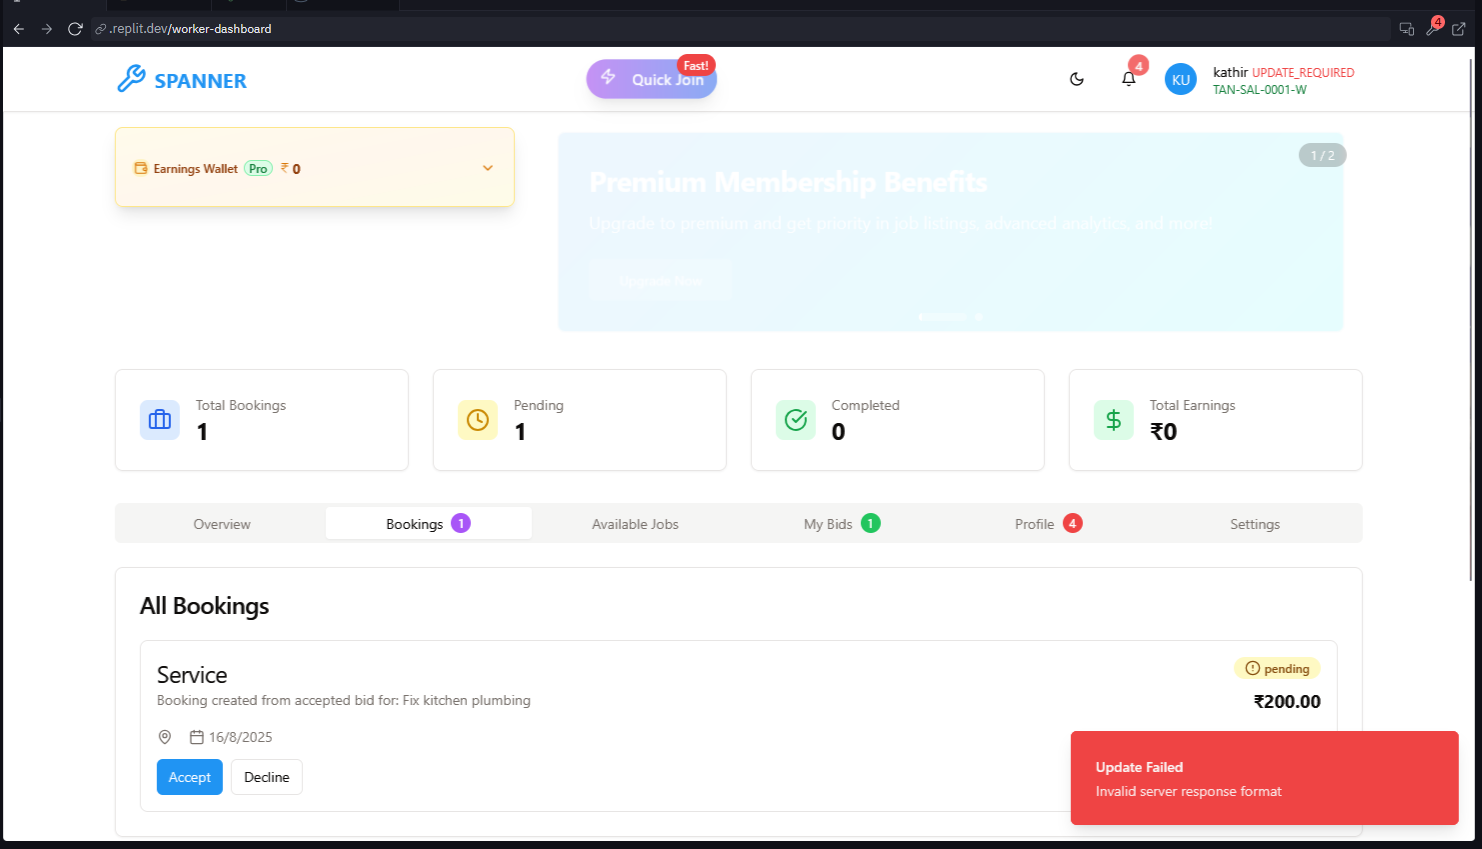 .replit.dev/worker-dashboard
4
SPANNER
Quick Join
Fast!
4
KU
kathir UPDATE_REQUIRED
TAN-SAL-0001-W
Earnings Wallet Pro ₹ 0
1 / 2
Premium Membership Benefits
Upgrade to premium and get priority in job listings, advanced analytics, and more!
Upgrade Now
Total Bookings
1
Pending
1
Completed
0
Total Earnings
₹0
Overview
Bookings 1
Available Jobs
My Bids 1
Profile 4
Settings
All Bookings
Service
pending
Booking created from accepted bid for: Fix kitchen plumbing
₹200.00
16/8/2025
Accept
Decline
Update Failed
Invalid server response format